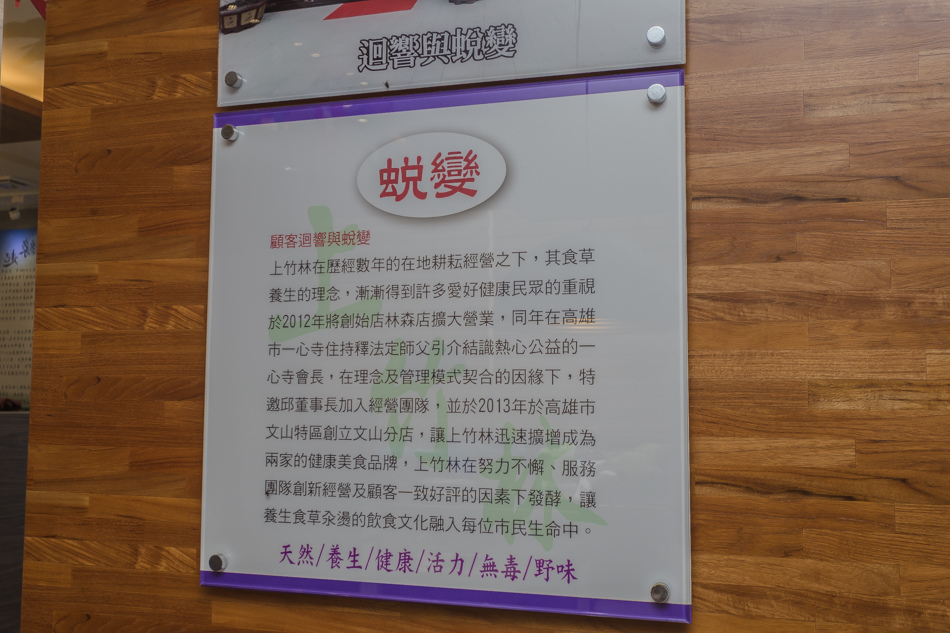 迴響與蛻變
蛻變
顧客迴響與蛻變
上竹林在歷經數年的在地耕耘經營之下，其食草
養生的理念，漸漸得到許多愛好健康民眾的重視
於2012年將創始店林森店擴大營業，同年在高雄
市一心寺住持釋法定師父引介結識熱心公益的一
心寺會長，在理念及管理模式契合的因緣下，特
邀邱董事長加入經營團隊，並於2013年於高雄市
文山特區創立文山分店，讓上竹林迅速擴增成為
兩家的健康美食品牌，上竹林在努力不懈、服務
團隊創新經營及顧客一致好評的因素下發酵，讓
養生食草汆燙的飲食文化融入每位市民生命中。
天然/養生/健康/活力/無毒/野味
上竹林